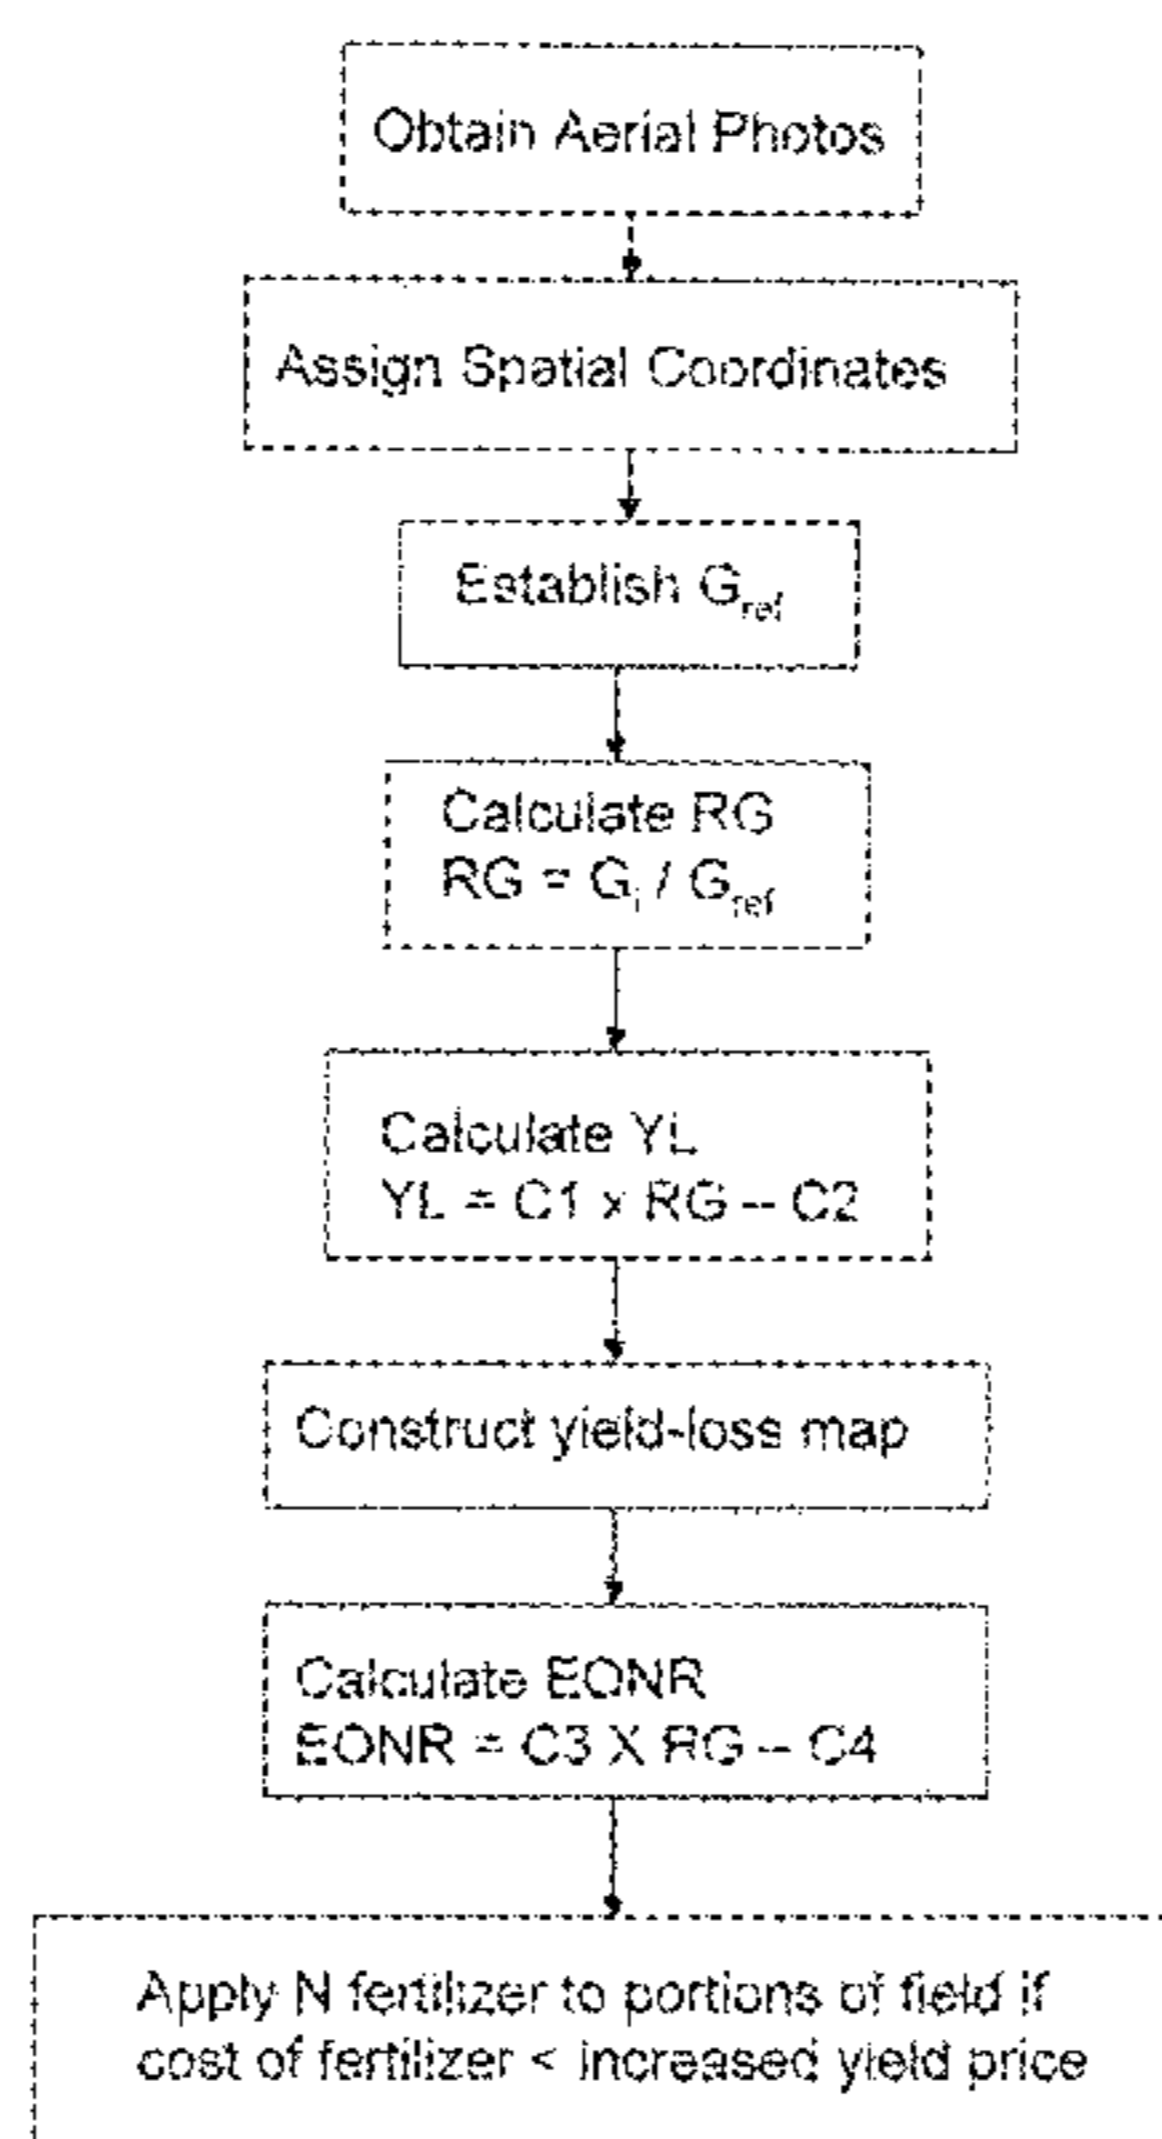 Obtain Aerial Photos
Assign Spatial Coordinates
Establish G_ref
Calculate RG
RG = G_i / G_ref
Calculate YL
YL = C1 x RG – C2
Construct yield-loss map
Calculate EONR
EONR = C3 X RG – C4
Apply N fertilizer to portions of field if
cost of fertilizer < increased yield price